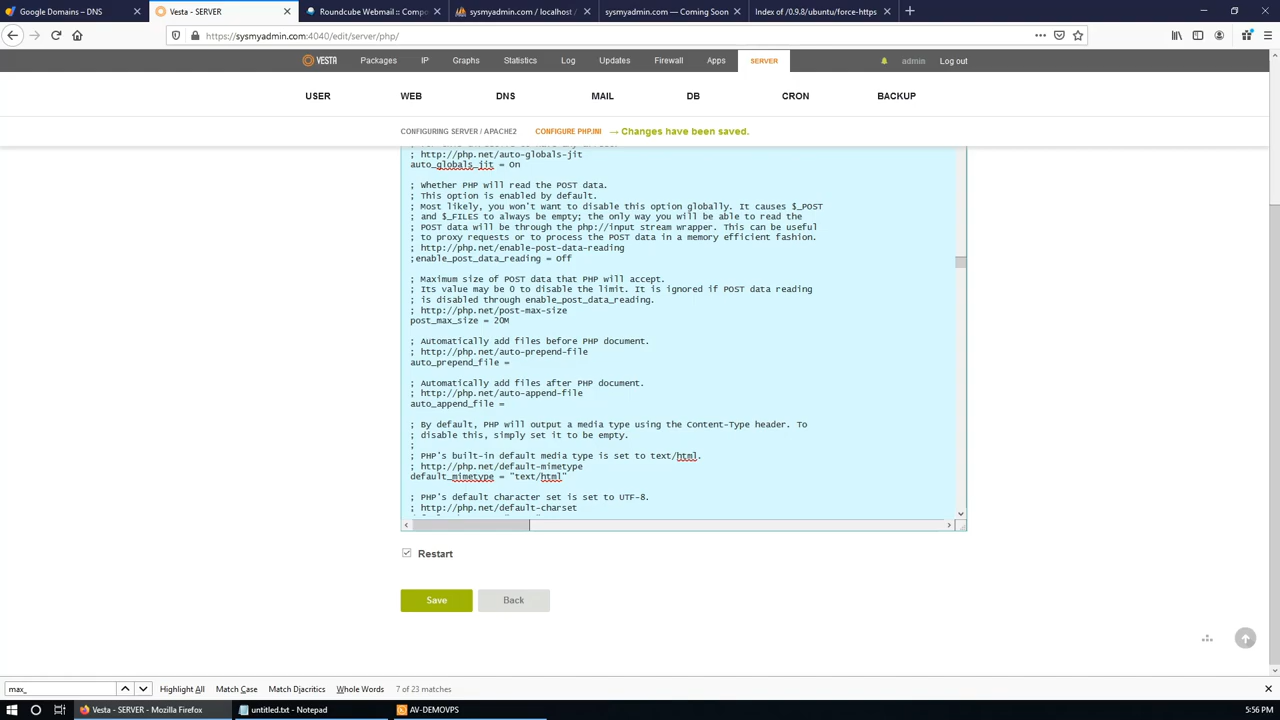 Google Domains – DNS
Vesta - SERVER
Roundcube Webmail :: Compo
sysmyadmin.com / localhost /
sysmyadmin.com — Coming Soon
Index of /0.9.8/ubuntu/force-https
https://sysmyadmin.com:4040/edit/server/php/
VESTA Packages IP Graphs Statistics Log Updates Firewall Apps SERVER admin Log out
USER WEB DNS MAIL DB CRON BACKUP
CONFIGURING SERVER / APACHE2 CONFIGURE PHP.INI → Changes have been saved.
; http://php.net/auto-globals-jit
auto_globals_jit = On
; Whether PHP will read the POST data.
; This option is enabled by default.
; Most likely, you won't want to disable this option globally. It causes $_POST
; and $_FILES to always be empty; the only way you will be able to read the
; POST data will be through the php://input stream wrapper. This can be useful
; to proxy requests or to process the POST data in a memory efficient fashion.
; http://php.net/enable-post-data-reading
;enable_post_data_reading = Off
; Maximum size of POST data that PHP will accept.
; Its value may be 0 to disable the limit. It is ignored if POST data reading
; is disabled through enable_post_data_reading.
; http://php.net/post-max-size
post_max_size = 20M
; Automatically add files before PHP document.
; http://php.net/auto-prepend-file
auto_prepend_file =
; Automatically add files after PHP document.
; http://php.net/auto-append-file
auto_append_file =
; By default, PHP will output a media type using the Content-Type header. To
; disable this, simply set it to be empty.
;
; PHP's built-in default media type is set to text/html.
; http://php.net/default-mimetype
default_mimetype = "text/html"
; PHP's default character set is set to UTF-8.
; http://php.net/default-charset
Restart
Save Back
max_ Highlight All Match Case Match Diacritics Whole Words 7 of 23 matches
Vesta - SERVER - Mozilla Firefox untitled.txt - Notepad AV-DEMOVPS 5:56 PM